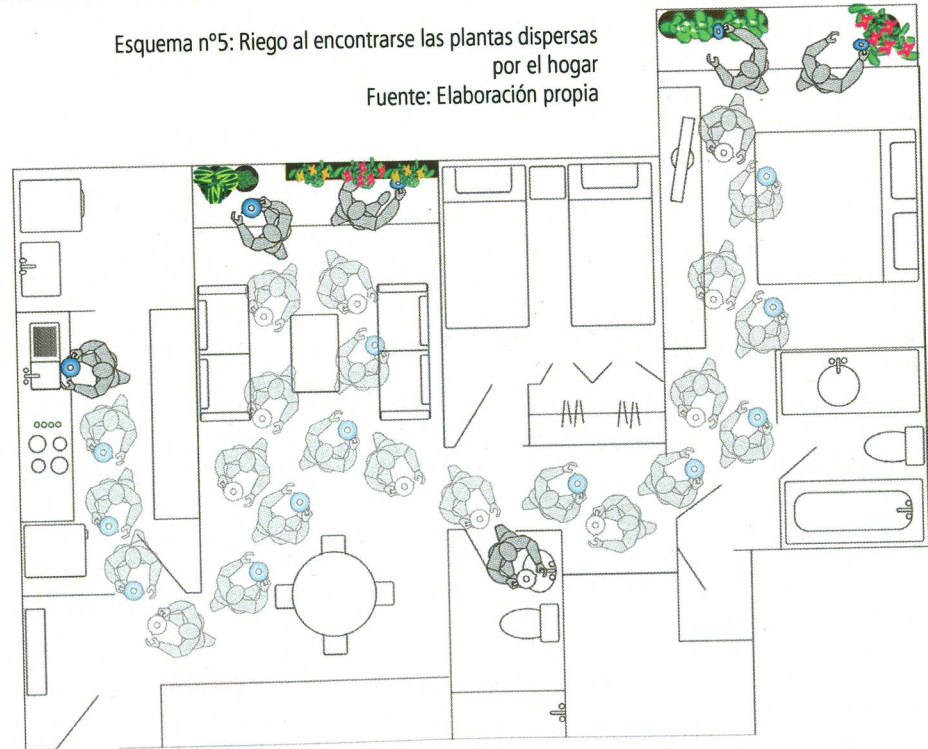 Esquema nº5: Riego al encontrarse las plantas dispersas
por el hogar
Fuente: Elaboración propia